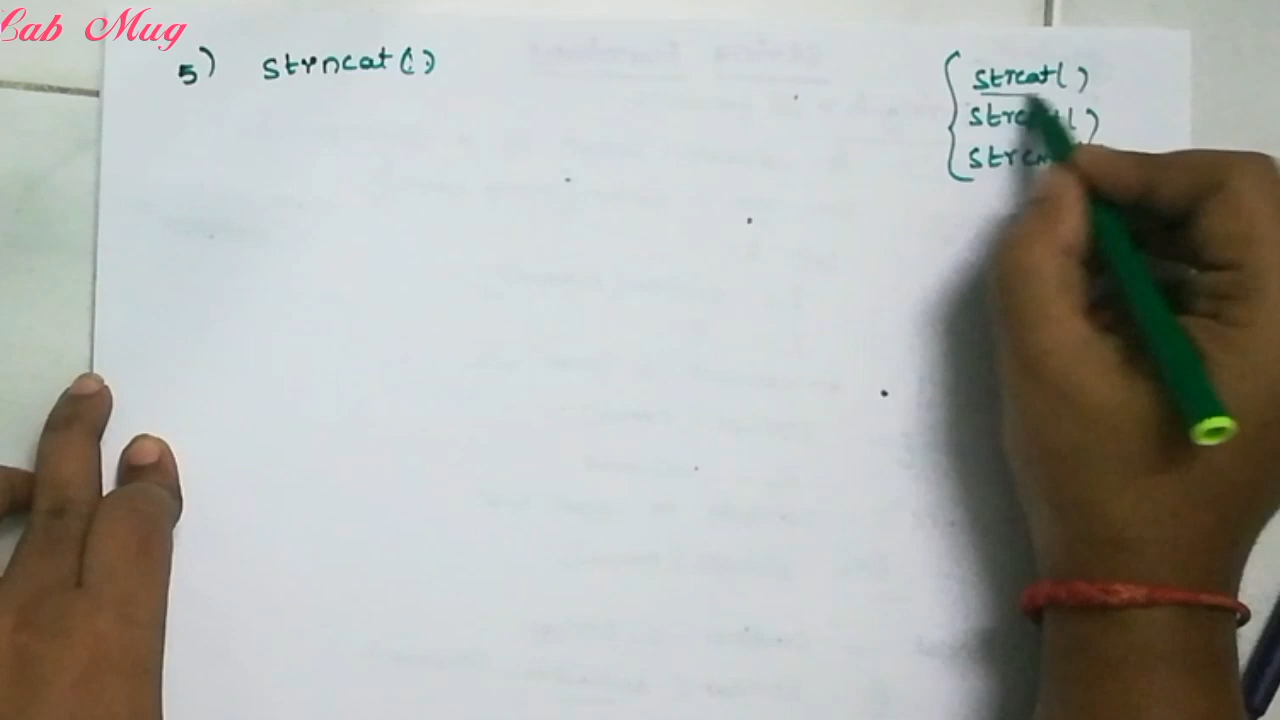 Lab Mug
5) strncat()
strcat()